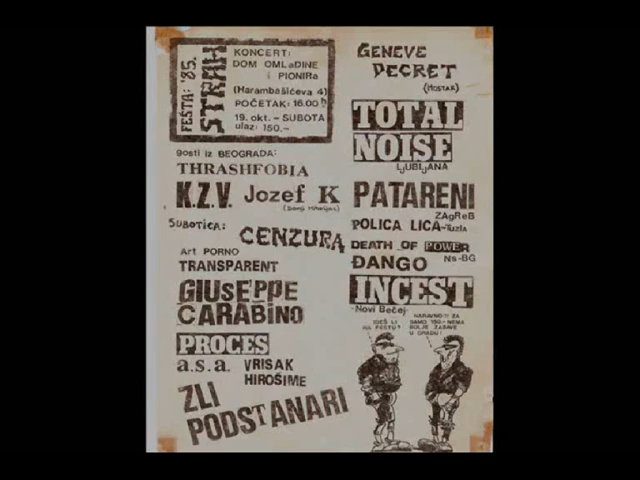 FEŠTA: '85.
STRAH
KONCERT:
DOM OMLADINE
i PIONIRa
(Harambašićeva 4)
POČETAK: 16.00h
19. okt. - SUBOTA
ulaz: 150,-
gosti iz BEOGRADA:
THRASHFOBIA
K.Z.V. Jozef K
SUBOTICA:
CENZURA
Art PORNO
TRANSPARENT
GIUSEPPE
CARABINO
PROCES
a.s.a. VRISAK
HIROŠIME
ZLI
PODSTANARI
GENEVE
DECRET
(MOSTAR)
TOTAL
NOISE
LJUBLJANA
PATARENI
ZAgReB
POLICA LICA-Tuzla
DEATH OF POWER
ĐANGO Ns-BG
INCEST
-Novi Bečej-
IDEŠ LI
NA FEŠTU?
NARAVNO!!! ZA
SAMO 150,- NEMA
BOLJE ZABAVE
U GRADU!